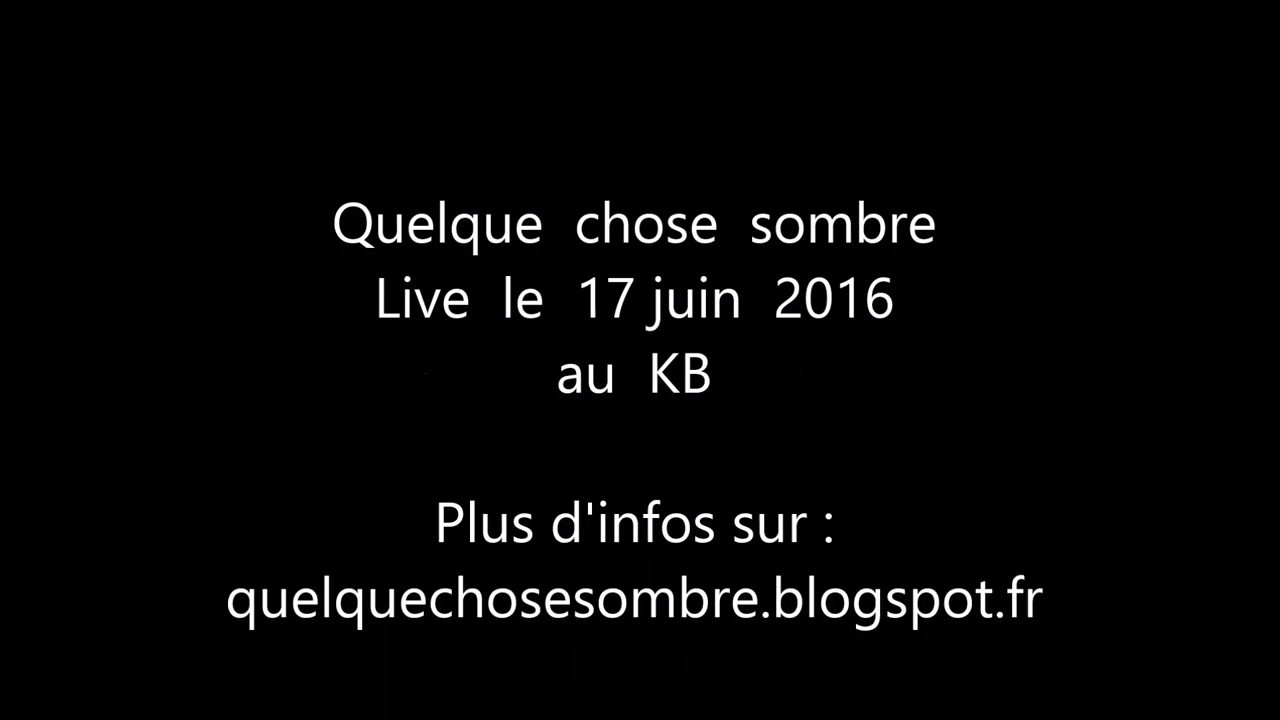 Quelque chose sombre
Live le 17 juin 2016
au KB
Plus d'infos sur :
quelquechosesombre.blogspot.fr